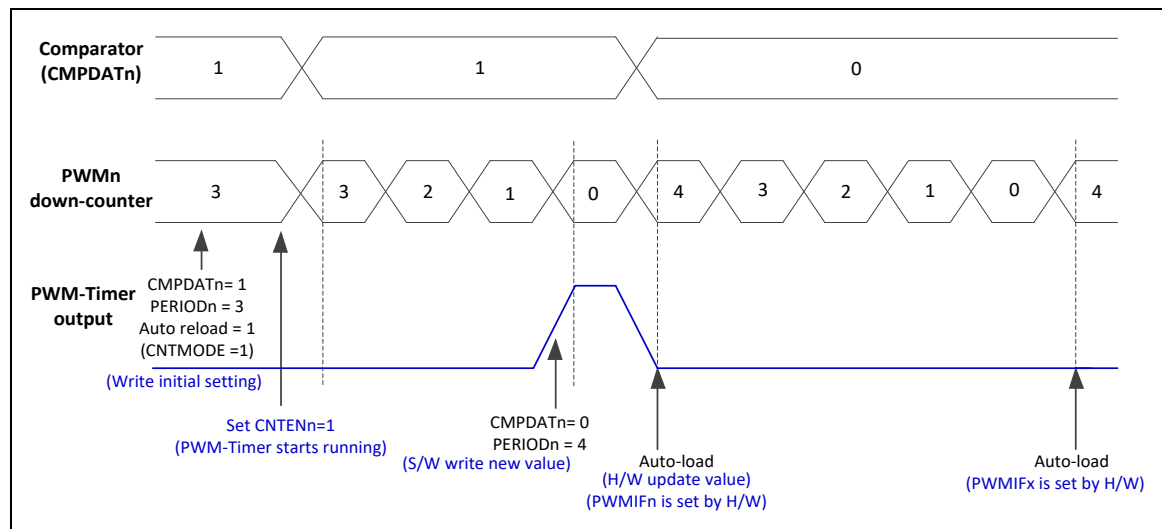 Comparator
(CMPDATn)
1
1
0
PWMn
down-counter
3
3
2
1
0
4
3
2
1
0
4
PWM-Timer
output
CMPDATn= 1
PERIODn = 3
Auto reload = 1
(CNTMODE =1)
(Write initial setting)
Set CNTENn=1
(PWM-Timer starts running)
CMPDATn= 0
PERIODn = 4
(S/W write new value)
Auto-load
(H/W update value)
(PWMIFn is set by H/W)
Auto-load
(PWMIFx is set by H/W)